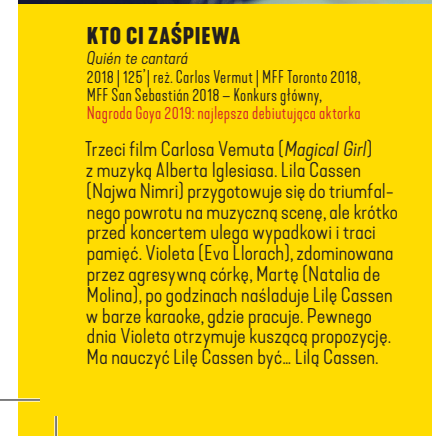 KTO CI ZAŚPIEWA
Quién te cantará
2018 | 125’| reż. Carlos Vermut | MFF Toronto 2018,
MFF San Sebastián 2018 – Konkurs główny,
Nagroda Goya 2019: najlepsza debiutująca aktorka
Trzeci film Carlosa Vemuta (Magical Girl)
z muzyką Alberta Iglesiasa. Lila Cassen
(Najwa Nimri) przygotowuje się do triumfal-
nego powrotu na muzyczną scenę, ale krótko
przed koncertem ulega wypadkowi i traci
pamięć. Violeta (Eva Llorach), zdominowana
przez agresywną córkę, Martę (Natalia de
Molina), po godzinach naśladuje Lilę Cassen
w barze karaoke, gdzie pracuje. Pewnego
dnia Violeta otrzymuje kuszącą propozycję.
Ma nauczyć Lilę Cassen być... Lilą Cassen.